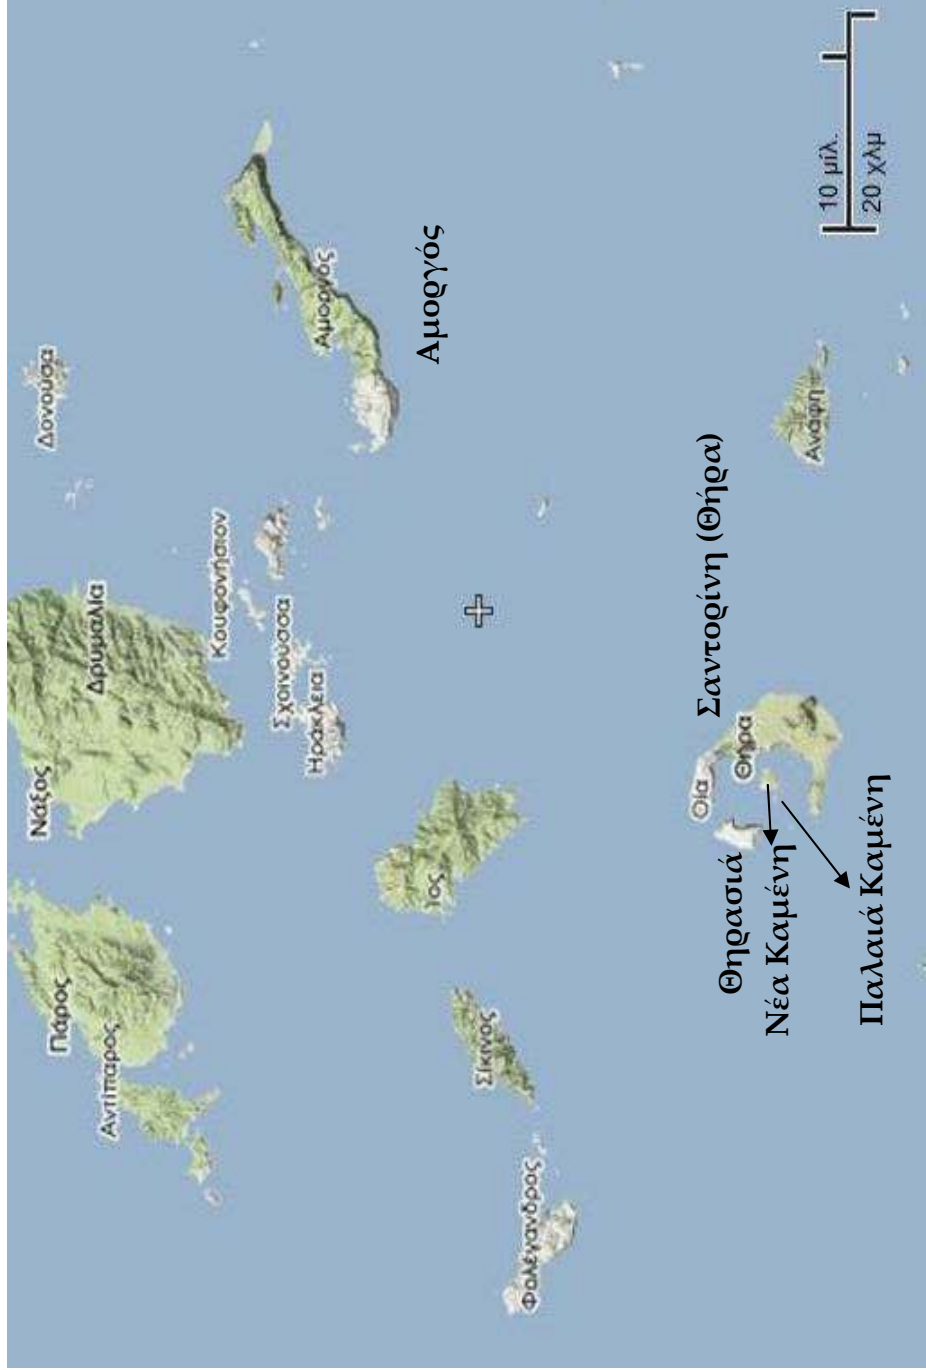 Νάξος
Δονούσα
Πάρος
Δρυμαλία
Αντίπαρος
Κουφονήσιον
Σχοινούσσα
Ηράκλεια
Αμοργός
Αμοργός
Ίος
Σίκινος
Φολέγανδρος
Οία
Σαντορίνη (Θήρα)
Θηρασιά
Θήρα
Νέα Καμένη
Ανάφη
10 μίλ.
Παλαιά Καμένη
20 χλμ